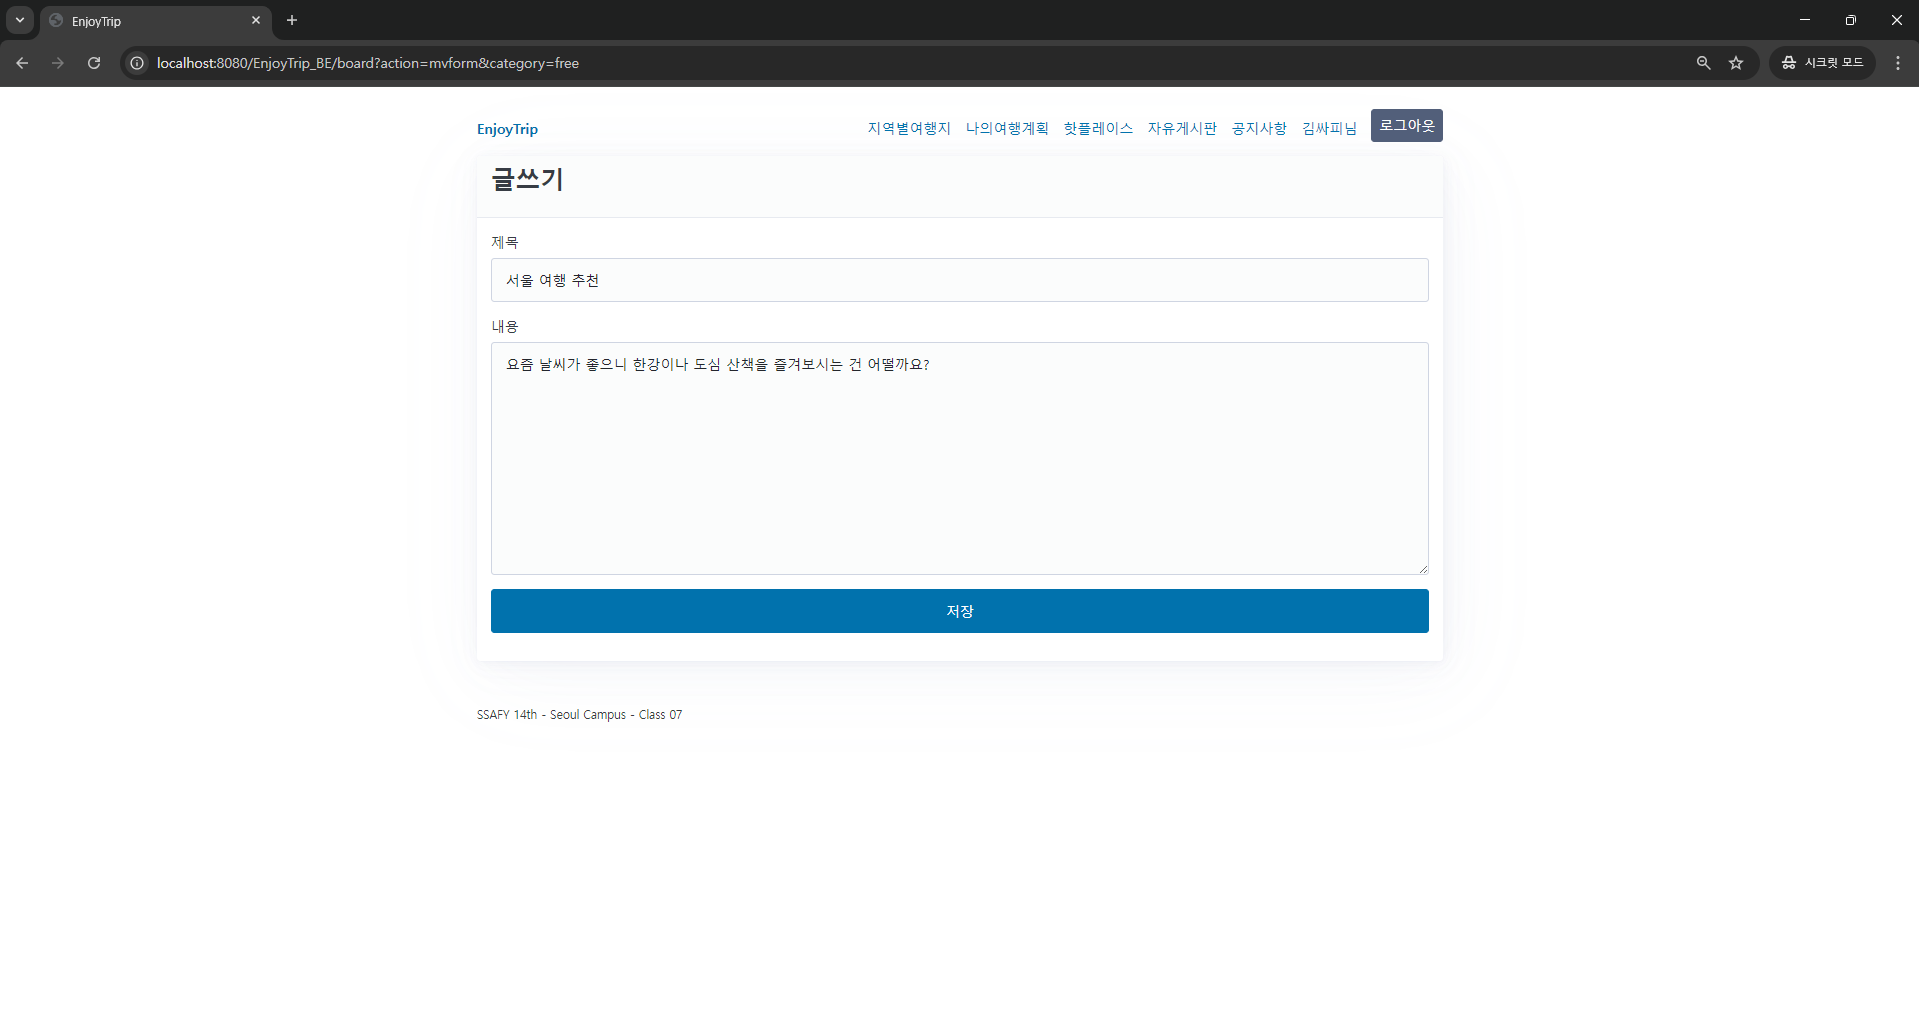 EnjoyTrip
localhost:8080/EnjoyTrip_BE/board?action=mvform&category=free
시크릿 모드
EnjoyTrip 지역별여행지 나의여행계획 핫플레이스 자유게시판 공지사항 김싸피님 로그아웃
글쓰기
제목
서울 여행 추천
내용
요즘 날씨가 좋으니 한강이나 도심 산책을 즐겨보시는 건 어떨까요?
저장
SSAFY 14th - Seoul Campus - Class 07